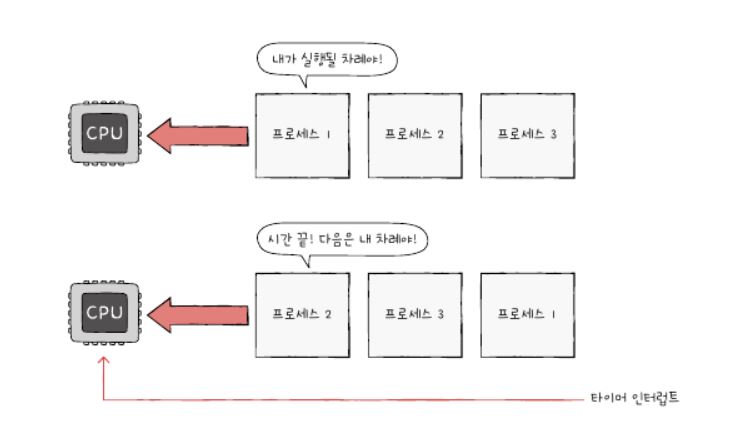 내가 실행될 차례야!
CPU
프로세스 1
프로세스 2
프로세스 3
시간 끝! 다음은 내 차례야!
CPU
프로세스 2
프로세스 3
프로세스 1
타이머 인터럽트